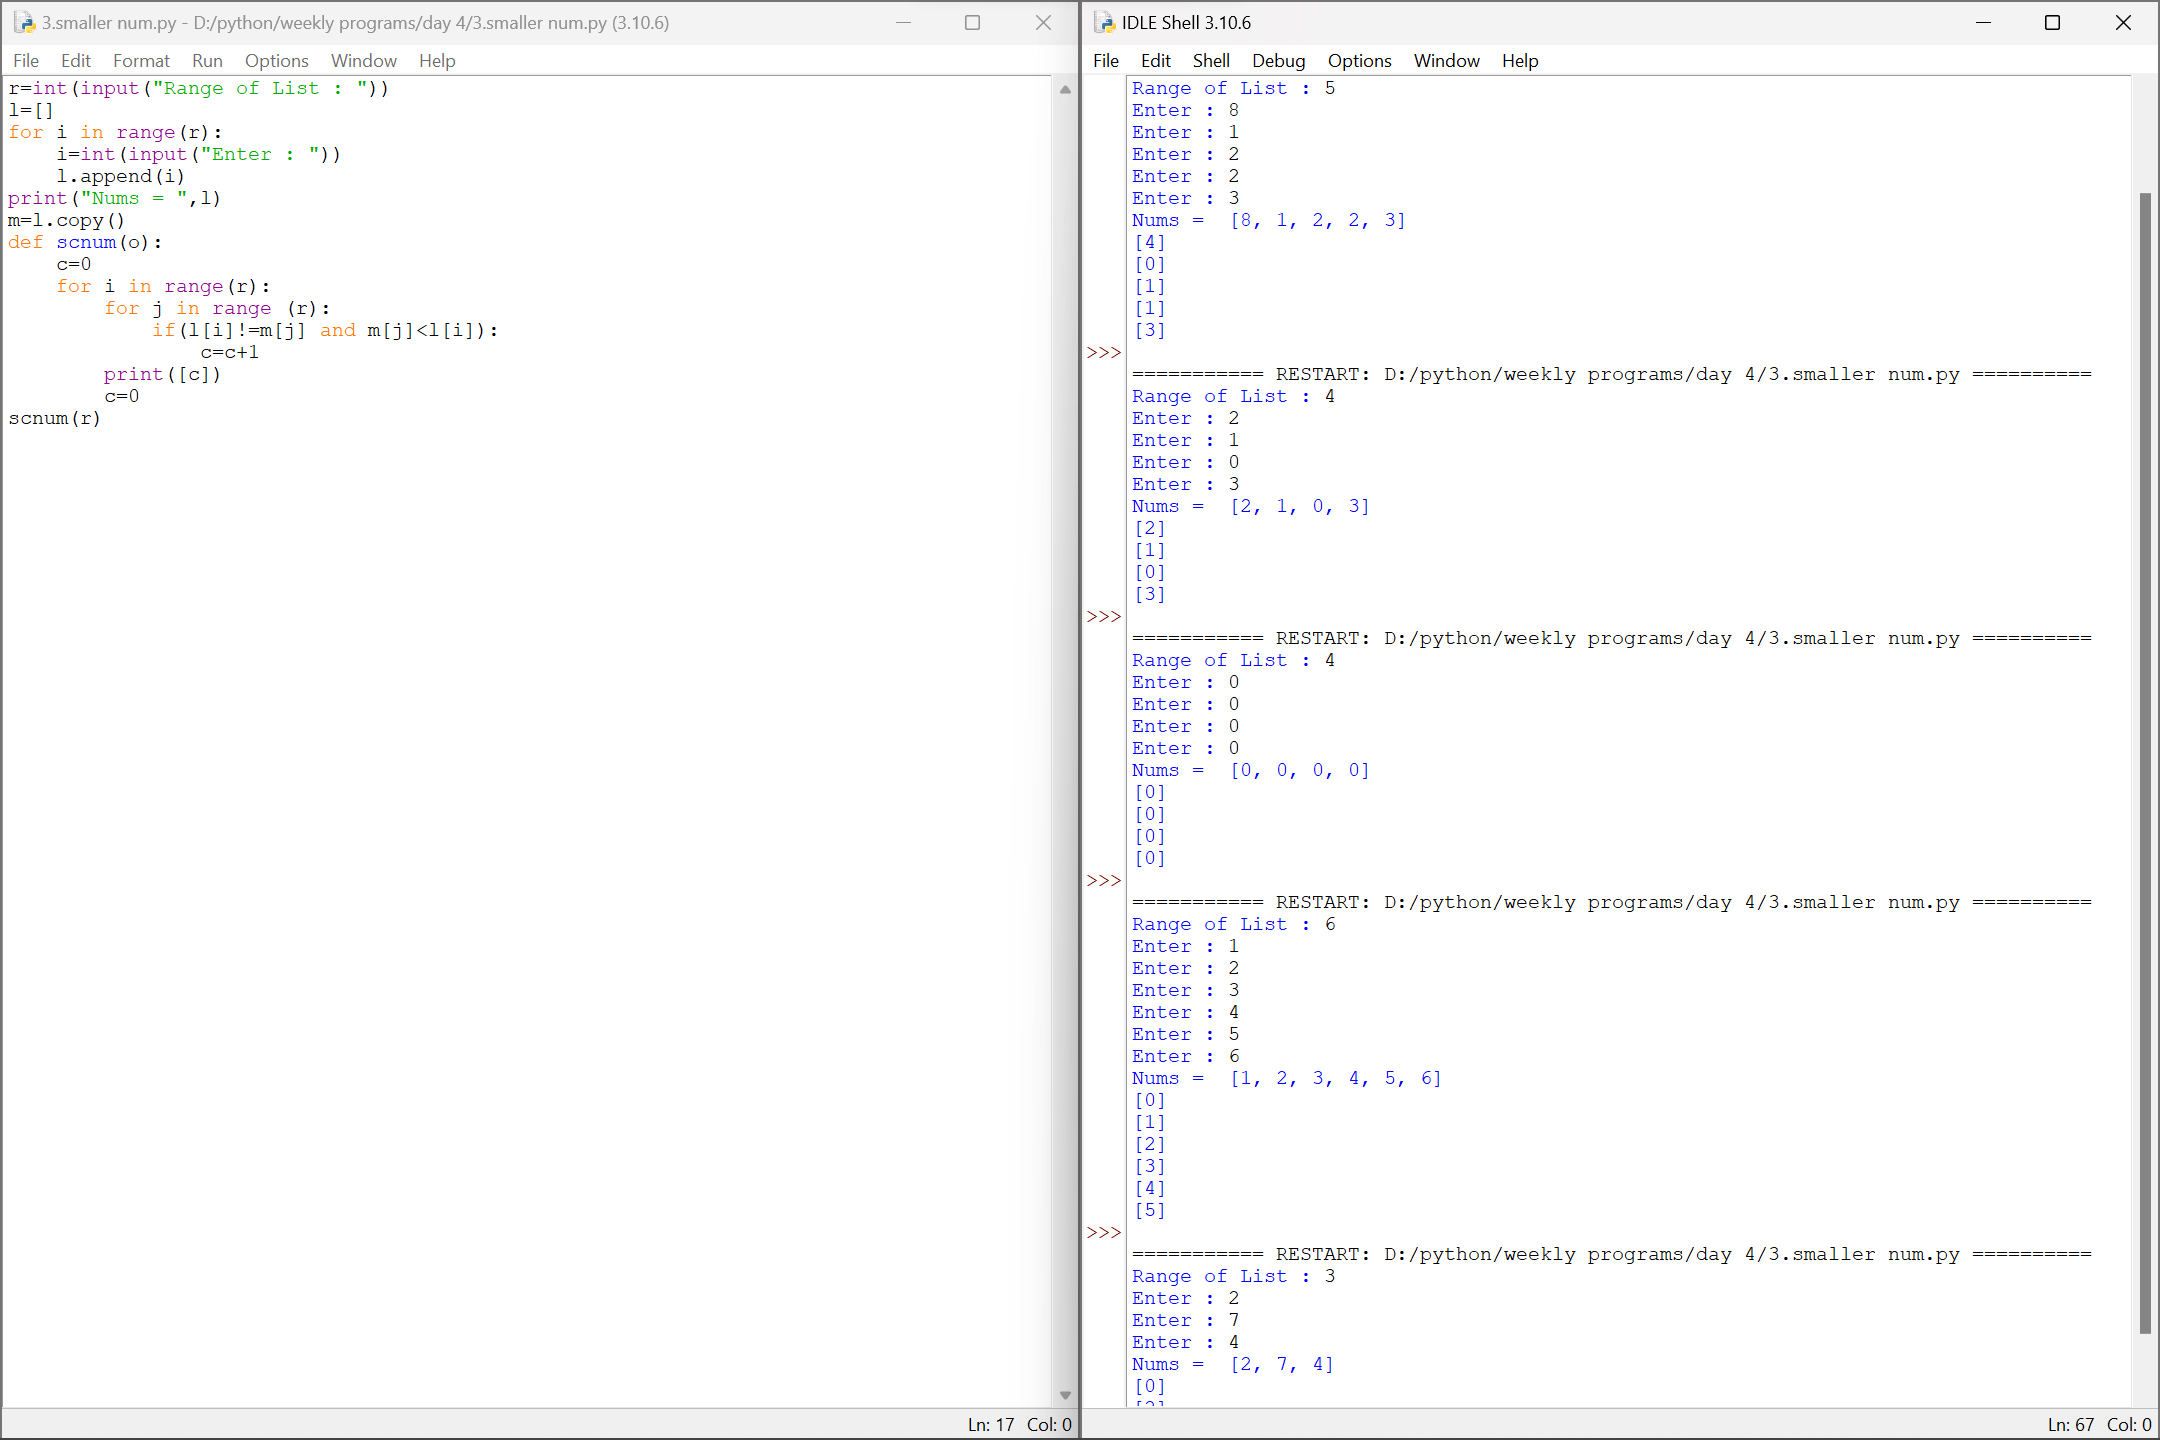 3.smaller num.py - D:/python/weekly programs/day 4/3.smaller num.py (3.10.6)
File Edit Format Run Options Window Help
r=int(input("Range of List : "))
l=[]
for i in range(r):
    i=int(input("Enter : "))
    l.append(i)
print("Nums = ",l)
m=l.copy()
def scnum(o):
    c=0
    for i in range(r):
        for j in range (r):
            if(l[i]!=m[j] and m[j]<l[i]):
                c=c+1
        print([c])
        c=0
scnum(r)
Ln: 17 Col: 0
IDLE Shell 3.10.6
File Edit Shell Debug Options Window Help
Range of List : 5
Enter : 8
Enter : 1
Enter : 2
Enter : 2
Enter : 3
Nums =  [8, 1, 2, 2, 3]
[4]
[0]
[1]
[1]
[3]
>>>
=========== RESTART: D:/python/weekly programs/day 4/3.smaller num.py ==========
Range of List : 4
Enter : 2
Enter : 1
Enter : 0
Enter : 3
Nums =  [2, 1, 0, 3]
[2]
[1]
[0]
[3]
>>>
=========== RESTART: D:/python/weekly programs/day 4/3.smaller num.py ==========
Range of List : 4
Enter : 0
Enter : 0
Enter : 0
Enter : 0
Nums =  [0, 0, 0, 0]
[0]
[0]
[0]
[0]
>>>
=========== RESTART: D:/python/weekly programs/day 4/3.smaller num.py ==========
Range of List : 6
Enter : 1
Enter : 2
Enter : 3
Enter : 4
Enter : 5
Enter : 6
Nums =  [1, 2, 3, 4, 5, 6]
[0]
[1]
[2]
[3]
[4]
[5]
>>>
=========== RESTART: D:/python/weekly programs/day 4/3.smaller num.py ==========
Range of List : 3
Enter : 2
Enter : 7
Enter : 4
Nums =  [2, 7, 4]
[0]
Ln: 67 Col: 0